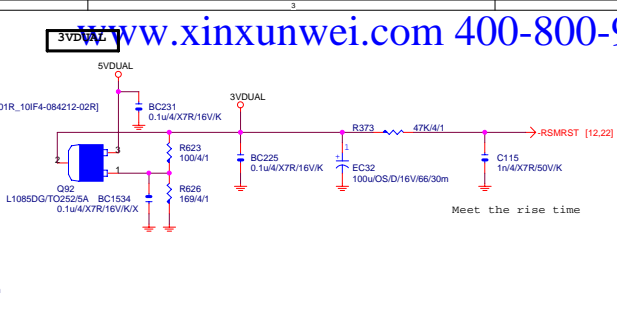 3
3VDUAL
www.xinxunwei.com 400-800-9
5VDUAL
3VDUAL
01R_10IF4-084212-02R]
BC231
0.1u/4/X7R/16V/K
R373
47K/4/1
-RSMRST [12,22]
3
2
1
R623
100/4/1
BC225
0.1u/4/X7R/16V/K
1
+
EC32
100u/OS/D/16V/66/30m
C115
1n/4/X7R/50V/K
Q92
L1085DG/TO252/5A
BC1534
0.1u/4/X7R/16V/K/X
R626
169/4/1
Meet the rise time